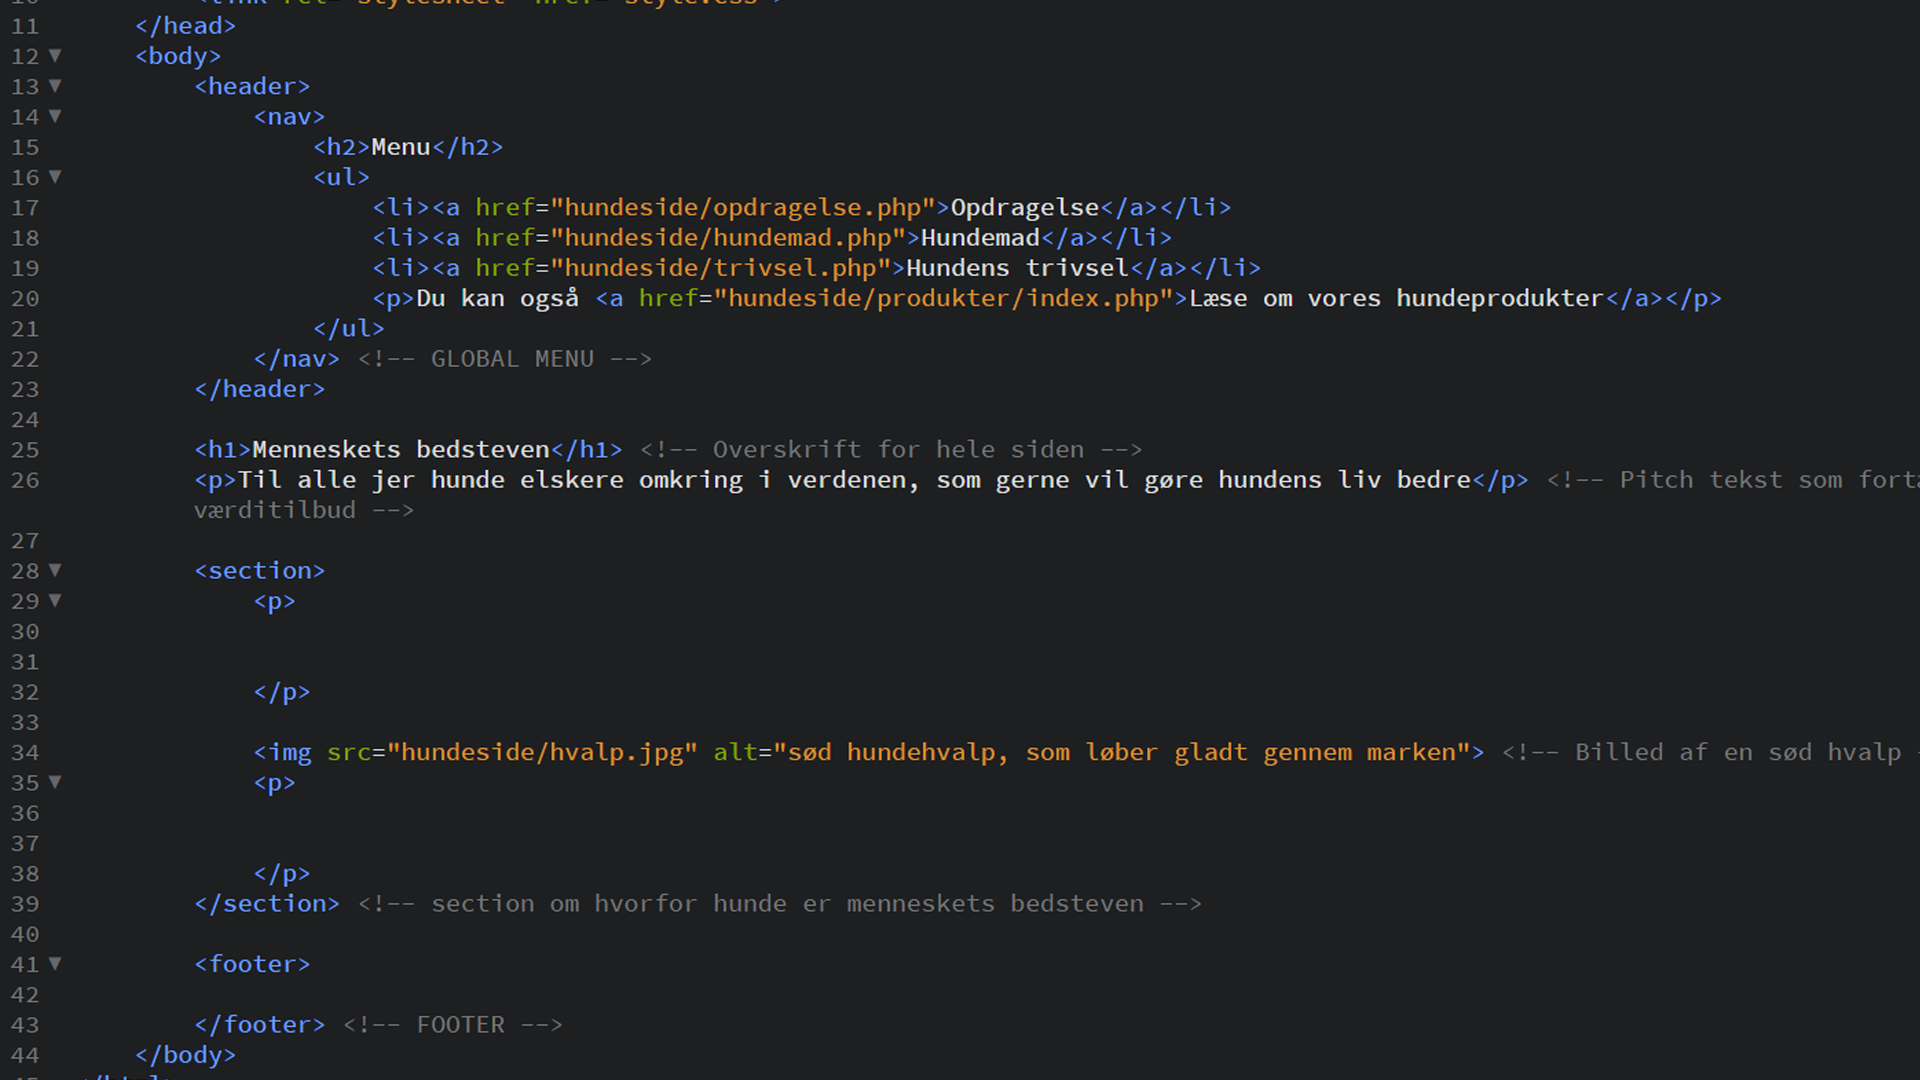 11 </head>
12 <body>
13 <header>
14 <nav>
15 <h2>Menu</h2>
16 <ul>
17 <li><a href="hundeside/opdragelse.php">Opdragelse</a></li>
18 <li><a href="hundeside/hundemad.php">Hundemad</a></li>
19 <li><a href="hundeside/trivsel.php">Hundens trivsel</a></li>
20 <p>Du kan også <a href="hundeside/produkter/index.php">Læse om vores hundeprodukter</a></p>
21 </ul>
22 </nav> <!-- GLOBAL MENU -->
23 </header>
24
25 <h1>Menneskets bedsteven</h1> <!-- Overskrift for hele siden -->
26 <p>Til alle jer hunde elskere omkring i verdenen, som gerne vil gøre hundens liv bedre</p> <!-- Pitch tekst som
værditilbud -->
27
28 <section>
29 <p>
30
31
32 </p>
33
34 <img src="hundeside/hvalp.jpg" alt="sød hundehvalp, som løber gladt gennem marken"> <!-- Billed af en sød hvalp
35 <p>
36
37
38 </p>
39 </section> <!-- section om hvorfor hunde er menneskets bedsteven -->
40
41 <footer>
42
43 </footer> <!-- FOOTER -->
44 </body>